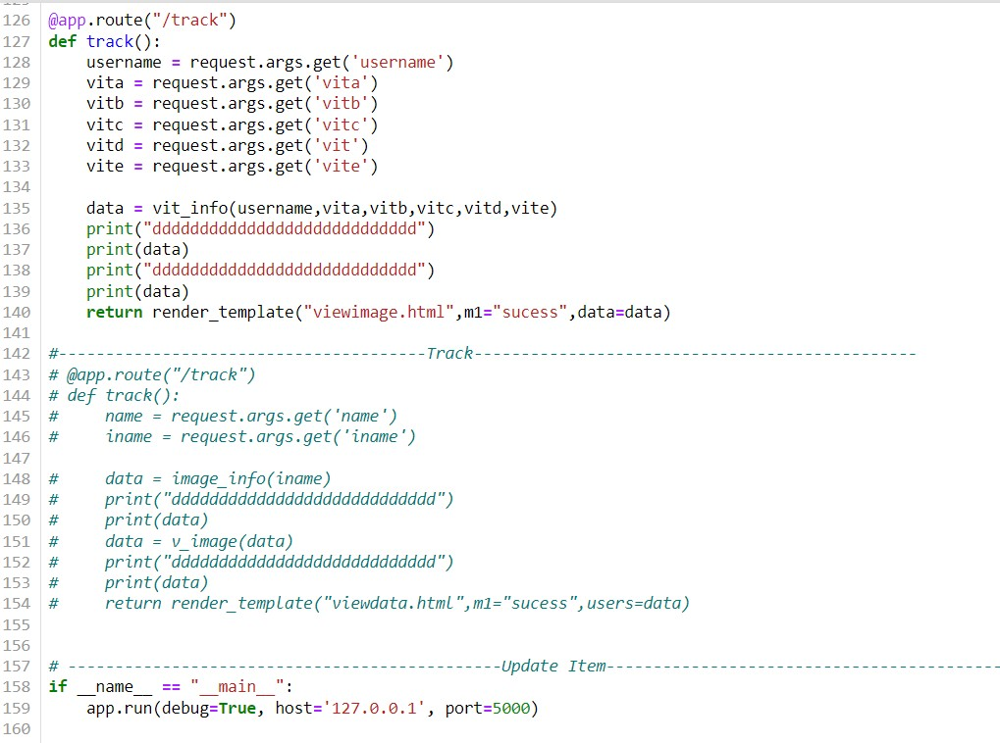 126 @app.route("/track")
127 def track():
128     username = request.args.get('username')
129     vita = request.args.get('vita')
130     vitb = request.args.get('vitb')
131     vitc = request.args.get('vitc')
132     vitd = request.args.get('vit')
133     vite = request.args.get('vite')
134
135     data = vit_info(username,vita,vitb,vitc,vitd,vite)
136     print("dddddddddddddddddddddddddddd")
137     print(data)
138     print("dddddddddddddddddddddddddddd")
139     print(data)
140     return render_template("viewimage.html",m1="sucess",data=data)
141
142 #---------------------------------------Track-----------------------------------------------
143 # @app.route("/track")
144 # def track():
145 #     name = request.args.get('name')
146 #     iname = request.args.get('iname')
147
148 #     data = image_info(iname)
149 #     print("dddddddddddddddddddddddddddd")
150 #     print(data)
151 #     data = v_image(data)
152 #     print("dddddddddddddddddddddddddddd")
153 #     print(data)
154 #     return render_template("viewdata.html",m1="sucess",users=data)
155
156
157 # ----------------------------------------------Update Item------------------------------------------
158 if __name__ == "__main__":
159     app.run(debug=True, host='127.0.0.1', port=5000)
160